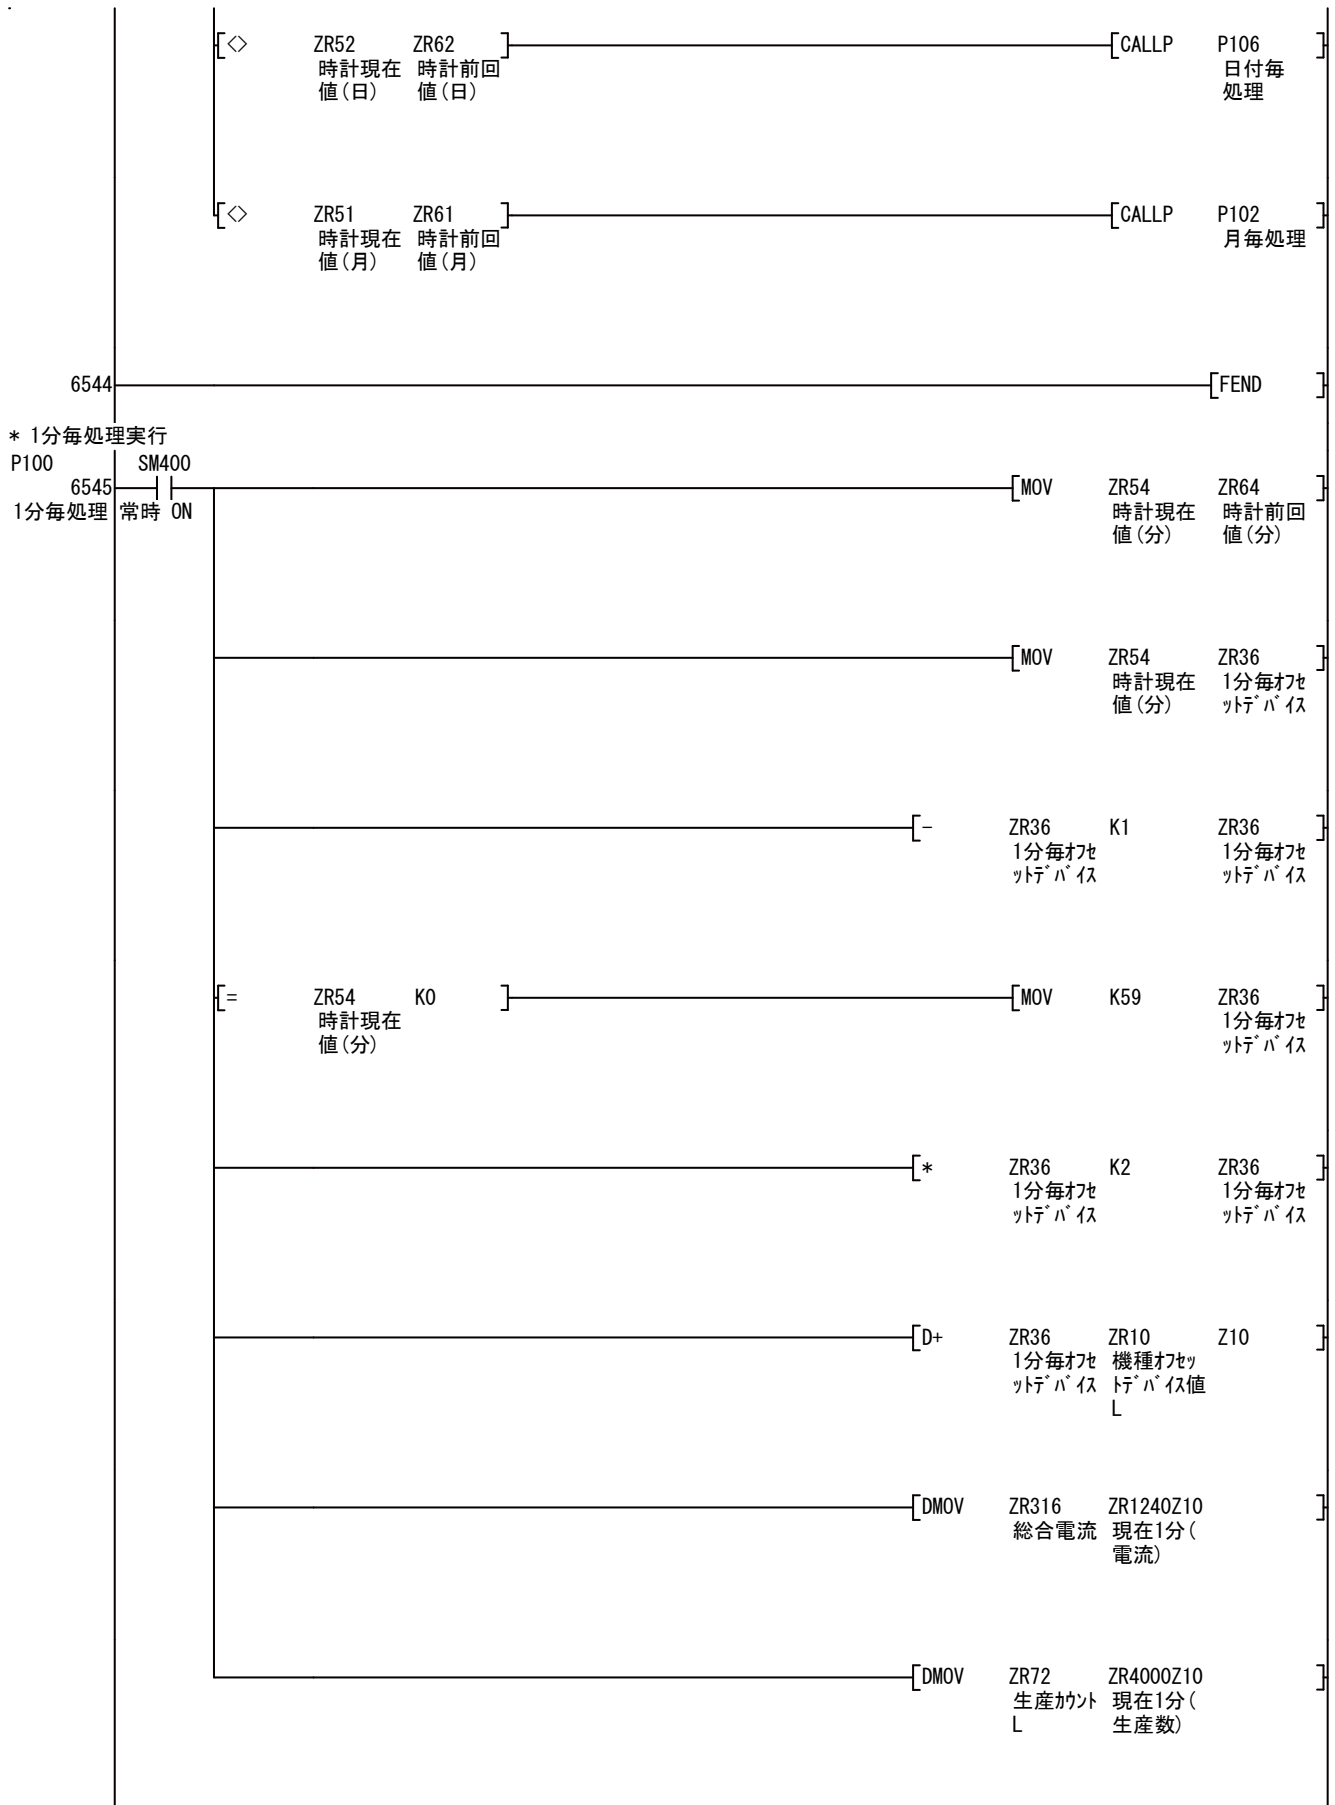 [<> ZR52 ZR62 ] [CALLP P106 ]
時計現在 時計前回 日付毎
値(日) 値(日) 処理
[<> ZR51 ZR61 ] [CALLP P102 ]
時計現在 時計前回 月毎処理
値(月) 値(月)
6544 [FEND ]
* 1分毎処理実行
P100 SM400
6545 [MOV ZR54 ZR64 ]
1分毎処理 常時 ON 時計現在 時計前回
値(分) 値(分)
[MOV ZR54 ZR36 ]
時計現在 1分毎ｵﾌｾ
値(分) ｯﾄﾃﾞﾊﾞｲｽ
[- ZR36 K1 ZR36 ]
1分毎ｵﾌｾ 1分毎ｵﾌｾ
ｯﾄﾃﾞﾊﾞｲｽ ｯﾄﾃﾞﾊﾞｲｽ
[= ZR54 K0 ] [MOV K59 ZR36 ]
時計現在 1分毎ｵﾌｾ
値(分) ｯﾄﾃﾞﾊﾞｲｽ
[* ZR36 K2 ZR36 ]
1分毎ｵﾌｾ 1分毎ｵﾌｾ
ｯﾄﾃﾞﾊﾞｲｽ ｯﾄﾃﾞﾊﾞｲｽ
[D+ ZR36 ZR10 Z10 ]
1分毎ｵﾌｾ 機種ｵﾌｾｯ
ｯﾄﾃﾞﾊﾞｲｽ ﾄﾃﾞﾊﾞｲｽ値
L
[DMOV ZR316 ZR1240Z10 ]
総合電流 現在1分(
電流)
[DMOV ZR72 ZR4000Z10 ]
生産ｶｳﾝﾄ 現在1分(
L 生産数)